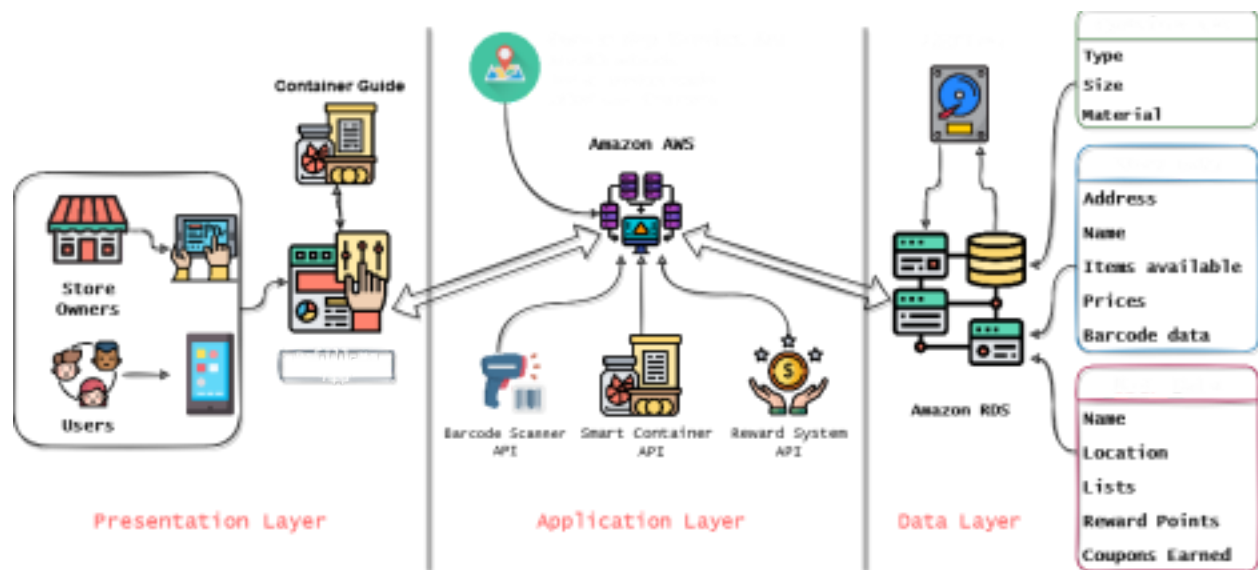 Container Guide
Store
Owners
Users
App
Presentation Layer
Amazon AWS
Barcode Scanner
API
Smart Container
API
Reward System
API
Application Layer
Amazon RDS
Data Layer
Type
Size
Material
Address
Name
Items available
Prices
Barcode data
Name
Location
Lists
Reward Points
Coupons Earned